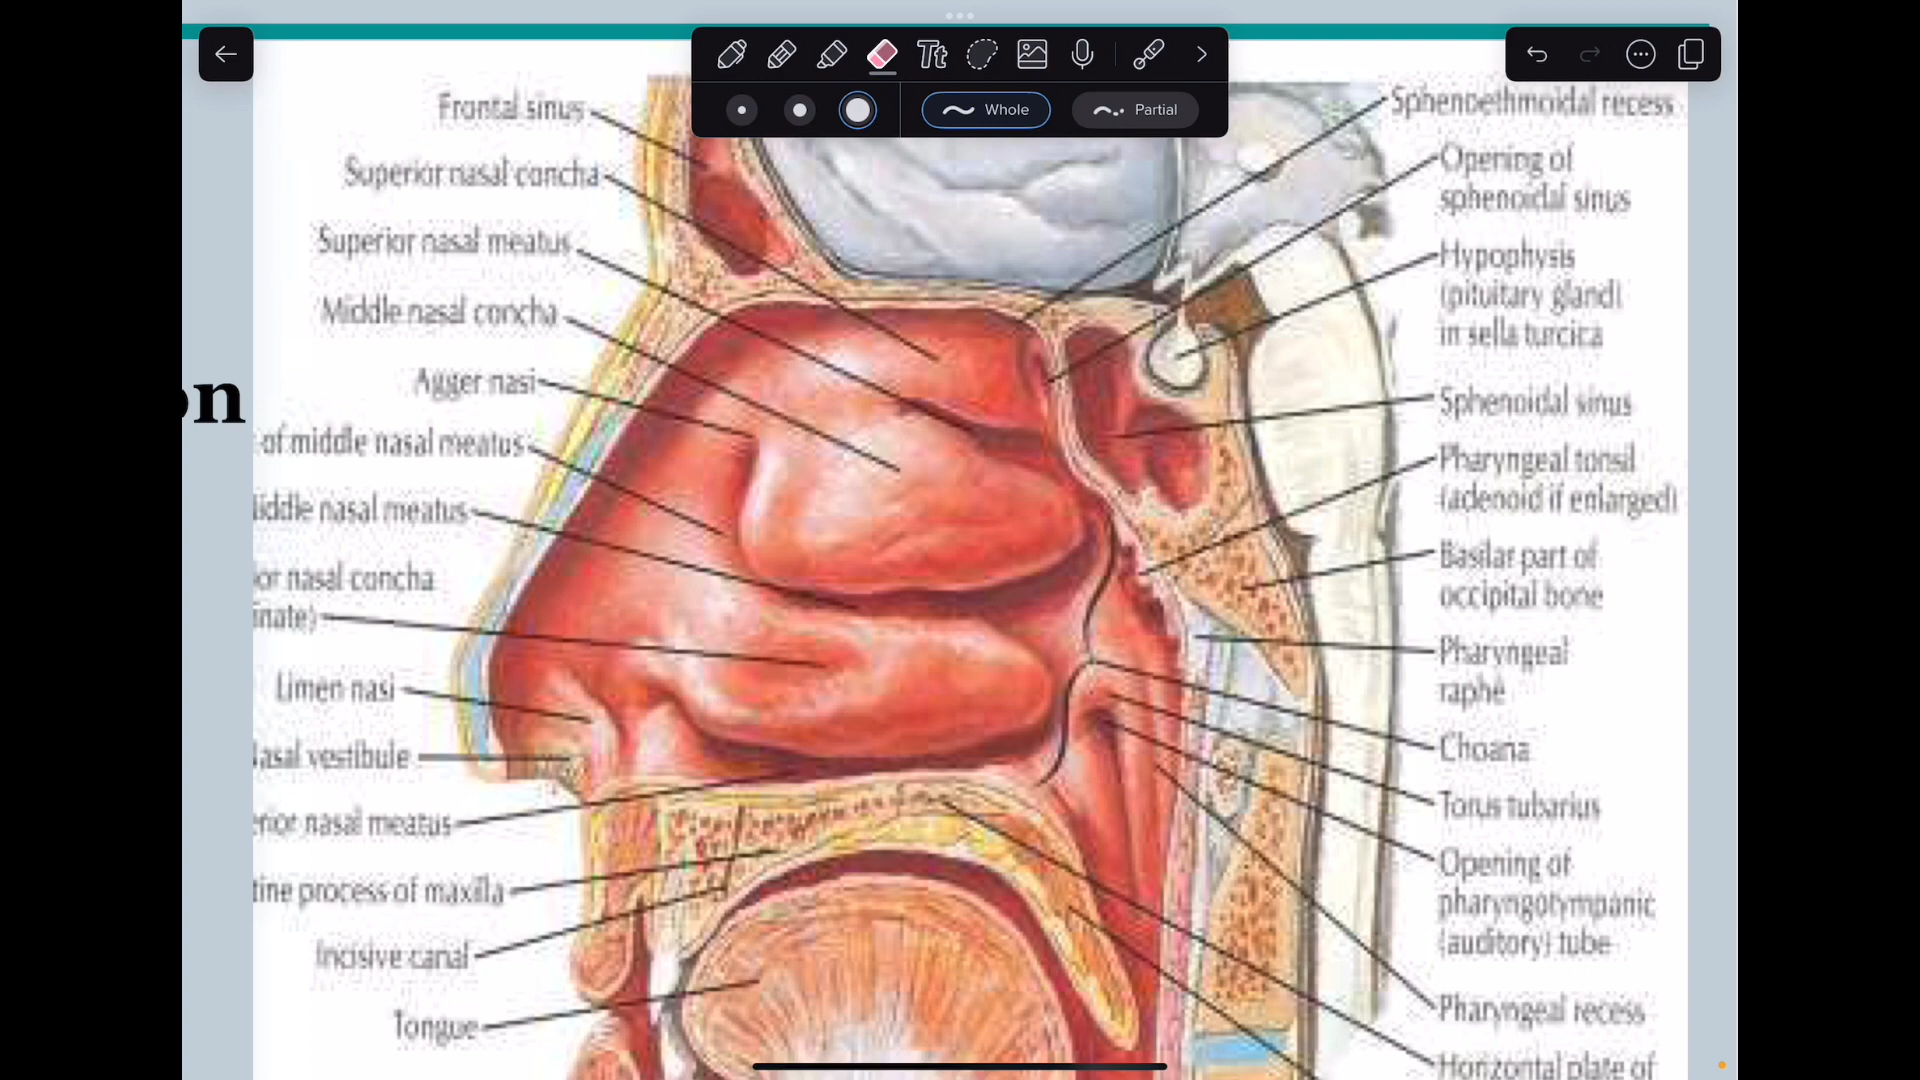 Whole
Partial
on
Frontal sinus
Superior nasal concha
Superior nasal meatus
Middle nasal concha
Agger nasi
of middle nasal meatus
iddle nasal meatus
ior nasal concha
inate)
Limen nasi
asal vestibule
erior nasal meatus
tine process of maxilla
Incisive canal
Tongue
Sphenoethmoidal recess
Opening of
sphenoidal sinus
Hypophysis
(pituitary gland)
in sella turcica
Sphenoidal sinus
Pharyngeal tonsil
(adenoid if enlarged)
Basilar part of
occipital bone
Pharyngeal
raphe
Choana
Torus tubarius
Opening of
pharyngotympanic
(auditory) tube
Pharyngeal recess
Horizontal plate of